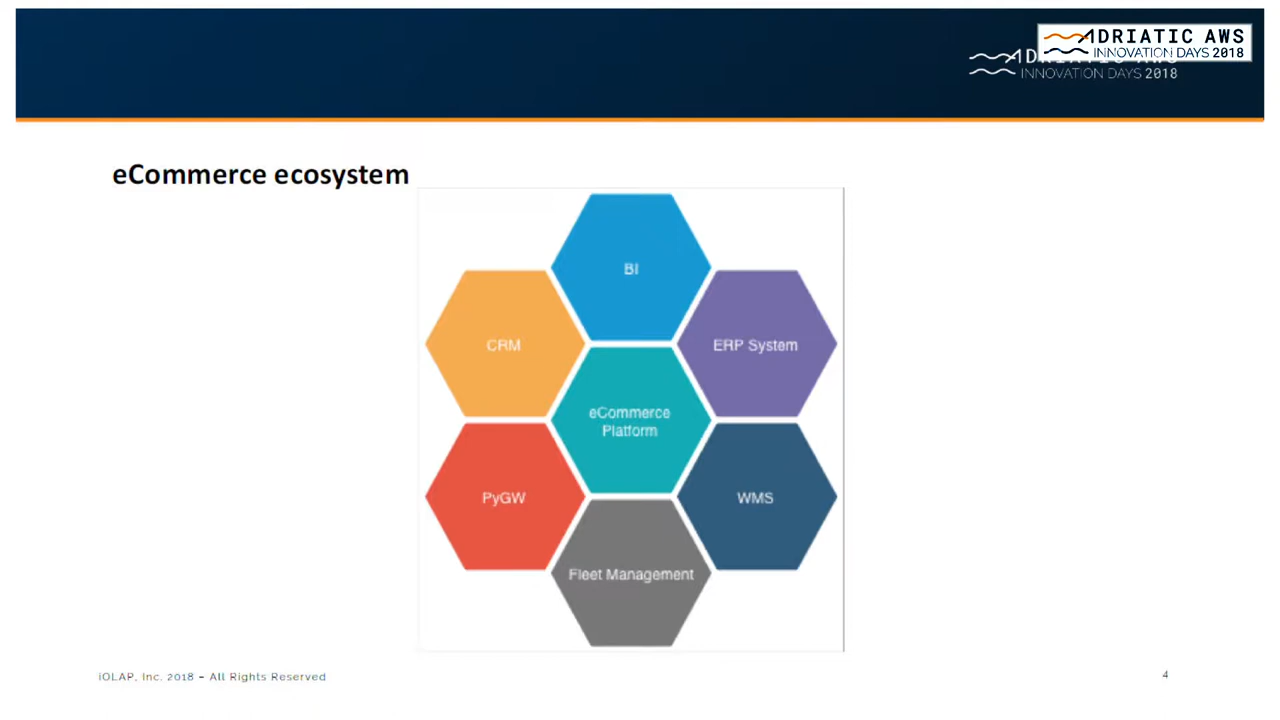 ADRIATIC AWS
INNOVATION DAYS 2018
INNOVATION DAYS 2018
eCommerce ecosystem
BI
CRM
ERP System
eCommerce
Platform
PyGW
WMS
Fleet Management
iOLAP, Inc. 2018 – All Rights Reserved
4